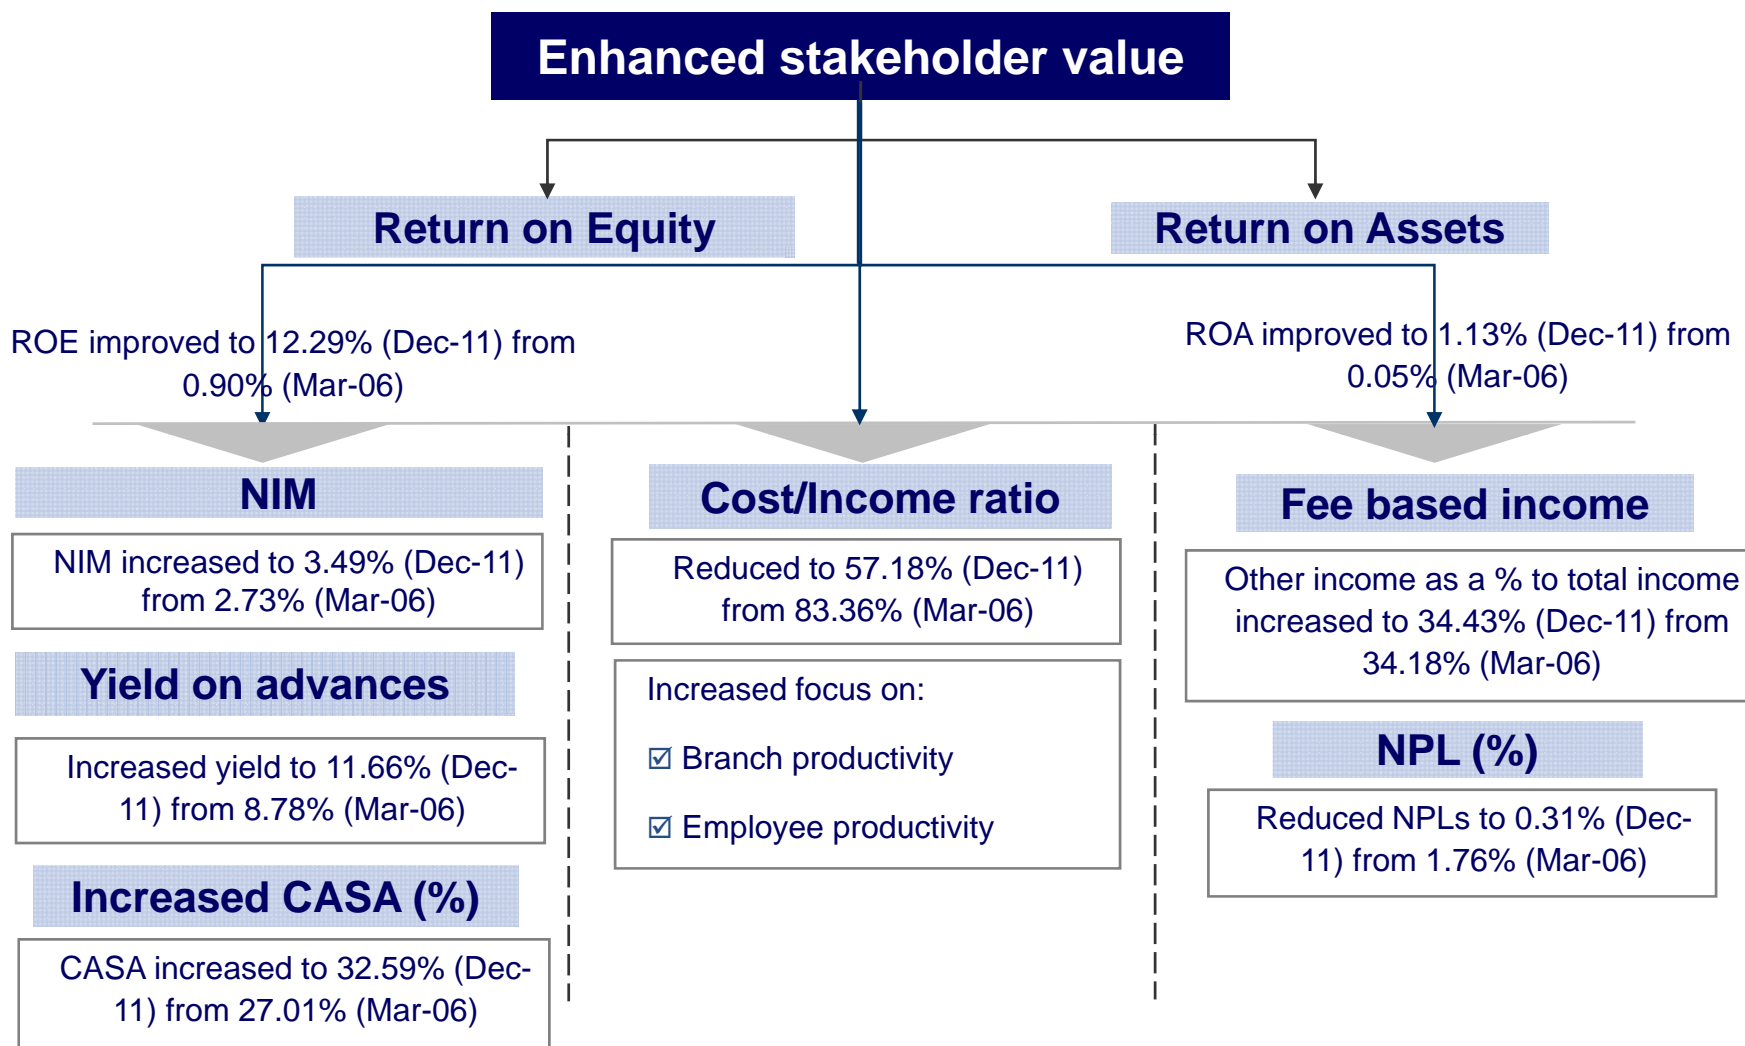 Enhanced stakeholder value
Return on Equity
Return on Assets
ROE improved to 12.29% (Dec-11) from
0.90% (Mar-06)
ROA improved to 1.13% (Dec-11) from
0.05% (Mar-06)
NIM
NIM increased to 3.49% (Dec-11)
from 2.73% (Mar-06)
Yield on advances
Increased yield to 11.66% (Dec-
11) from 8.78% (Mar-06)
Increased CASA (%)
CASA increased to 32.59% (Dec-
11) from 27.01% (Mar-06)
Cost/Income ratio
Reduced to 57.18% (Dec-11)
from 83.36% (Mar-06)
Increased focus on:
☑ Branch productivity
☑ Employee productivity
Fee based income
Other income as a % to total income
increased to 34.43% (Dec-11) from
34.18% (Mar-06)
NPL (%)
Reduced NPLs to 0.31% (Dec-
11) from 1.76% (Mar-06)